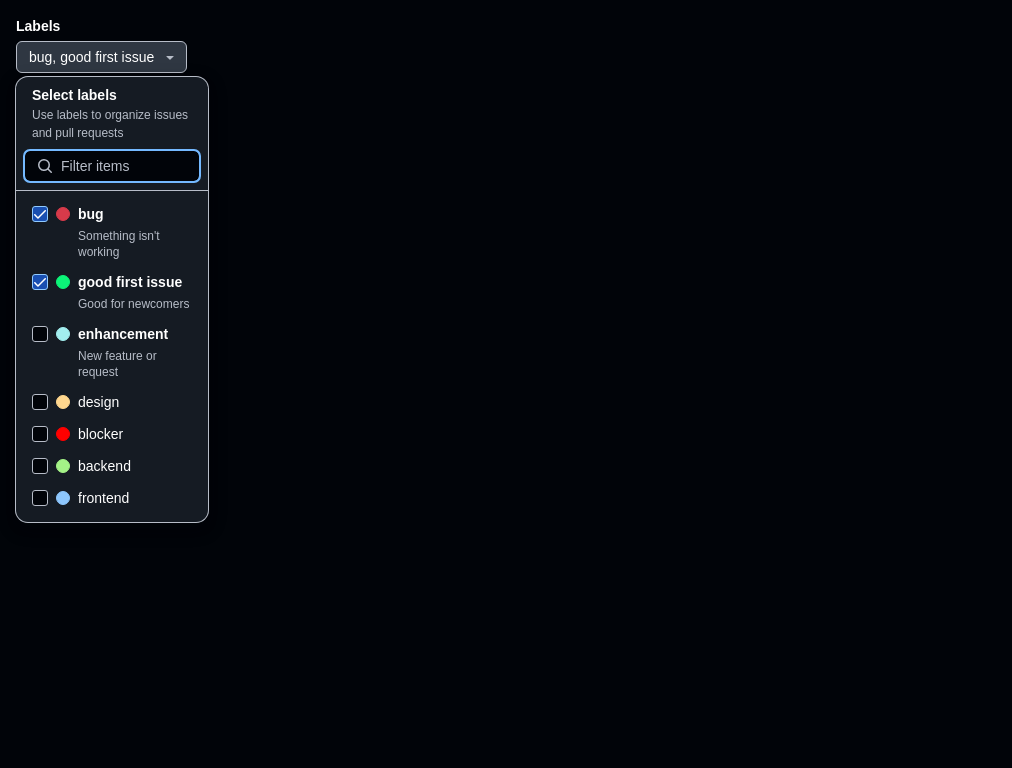 Labels
bug, good first issue
Select labels
Use labels to organize issues
and pull requests
Filter items
bug
Something isn't
working
good first issue
Good for newcomers
enhancement
New feature or
request
design
blocker
backend
frontend